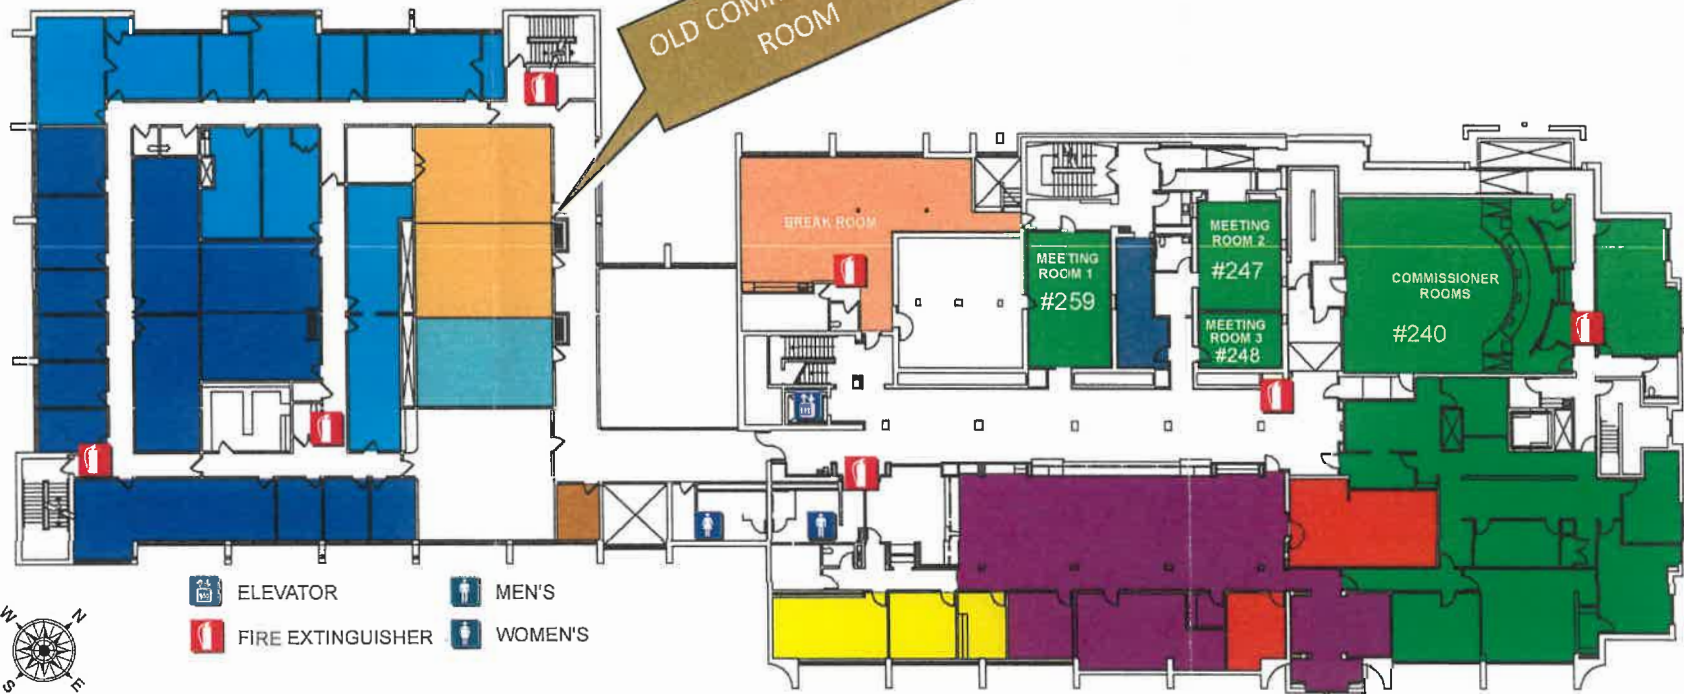 OLD
ROOM
BREAK ROOM
MEETING
ROOM 1
#259
MEETING
ROOM 2
#247
MEETING
ROOM 3
#248
COMMISSIONER
ROOMS
#240
ELEVATOR
MEN'S
FIRE EXTINGUISHER
WOMEN'S
W
N
S
E